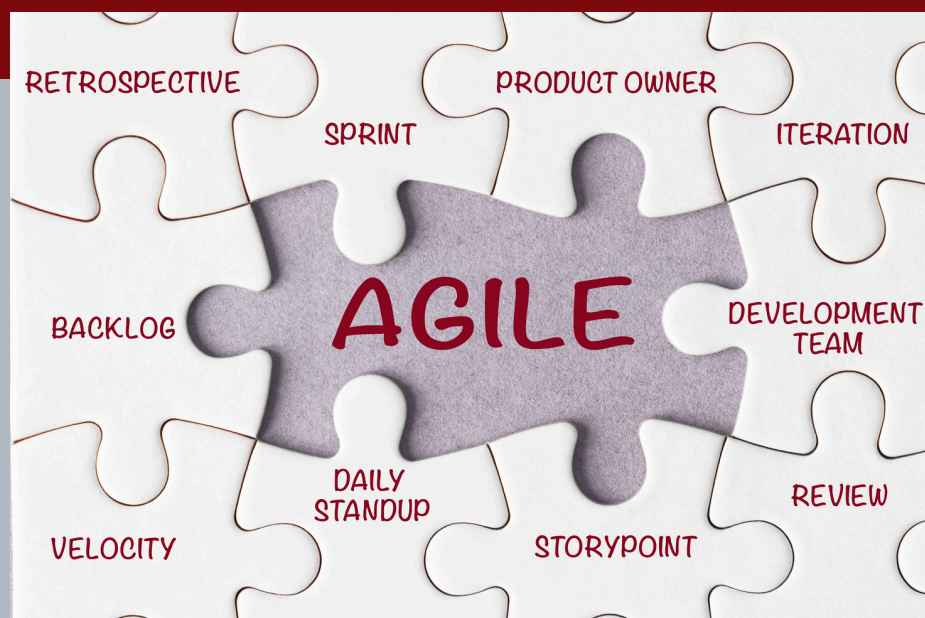 RETROSPECTIVE
PRODUCT OWNER
SPRINT
ITERATION
AGILE
BACKLOG
DEVELOPMENT
TEAM
DAILY
STANDUP
REVIEW
VELOCITY
STORYPOINT